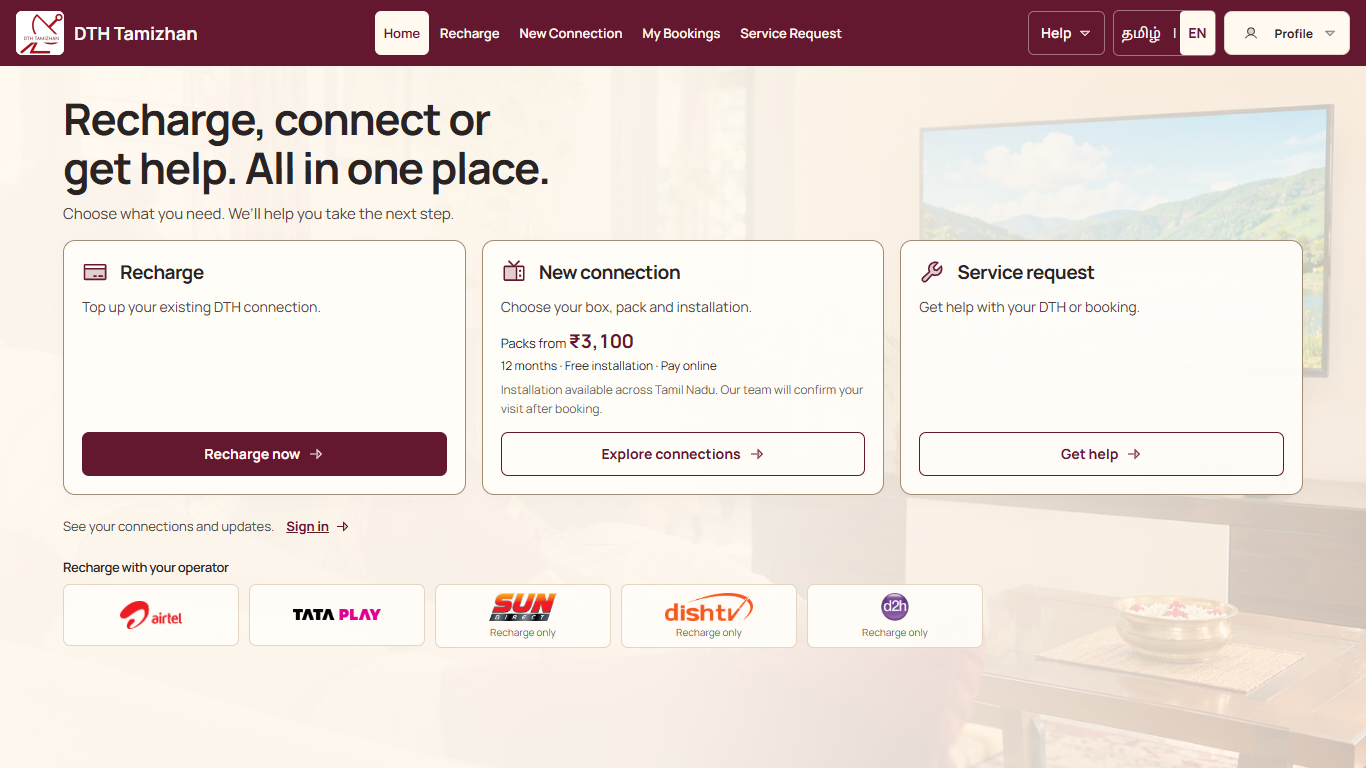 DTH TAMIZHAN
DTH Tamizhan
Home
Recharge
New Connection
My Bookings
Service Request
Help
தமிழ் | EN
Profile
Recharge, connect or
get help. All in one place.
Choose what you need. We'll help you take the next step.
Recharge
Top up your existing DTH connection.
Recharge now
New connection
Choose your box, pack and installation.
Packs from ₹3,100
12 months · Free installation · Pay online
Installation available across Tamil Nadu. Our team will confirm your
visit after booking.
Explore connections
Service request
Get help with your DTH or booking.
Get help
See your connections and updates. Sign in
Recharge with your operator
airtel
TATA PLAY
SUN
DIRECT
Recharge only
dishtv
Recharge only
d2h
Recharge only